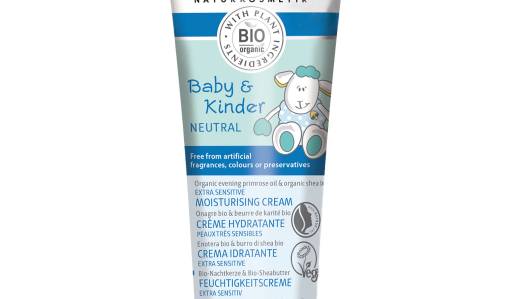 NATURKOSMETIK
WITH PLANT INGREDIENTS
BIO
organic
Baby &
Kinder
NEUTRAL
Free from artificial
fragrances, colours or preservatives
Organic evening primrose oil & organic shea
EXTRA SENSITIVE
MOISTURISING CREAM
Onagre bio & beurre de karité bio
CRÈME HYDRATANTE
PEAUX TRÈS SENSIBLES
Enotera bio & burro di shea bio
CREMA IDRATANTE
EXTRA SENSITIVE
Bio-Nachtkerze & Bio-Sheabutter
FEUCHTIGKEITSCREME
EXTRA SENSITIV